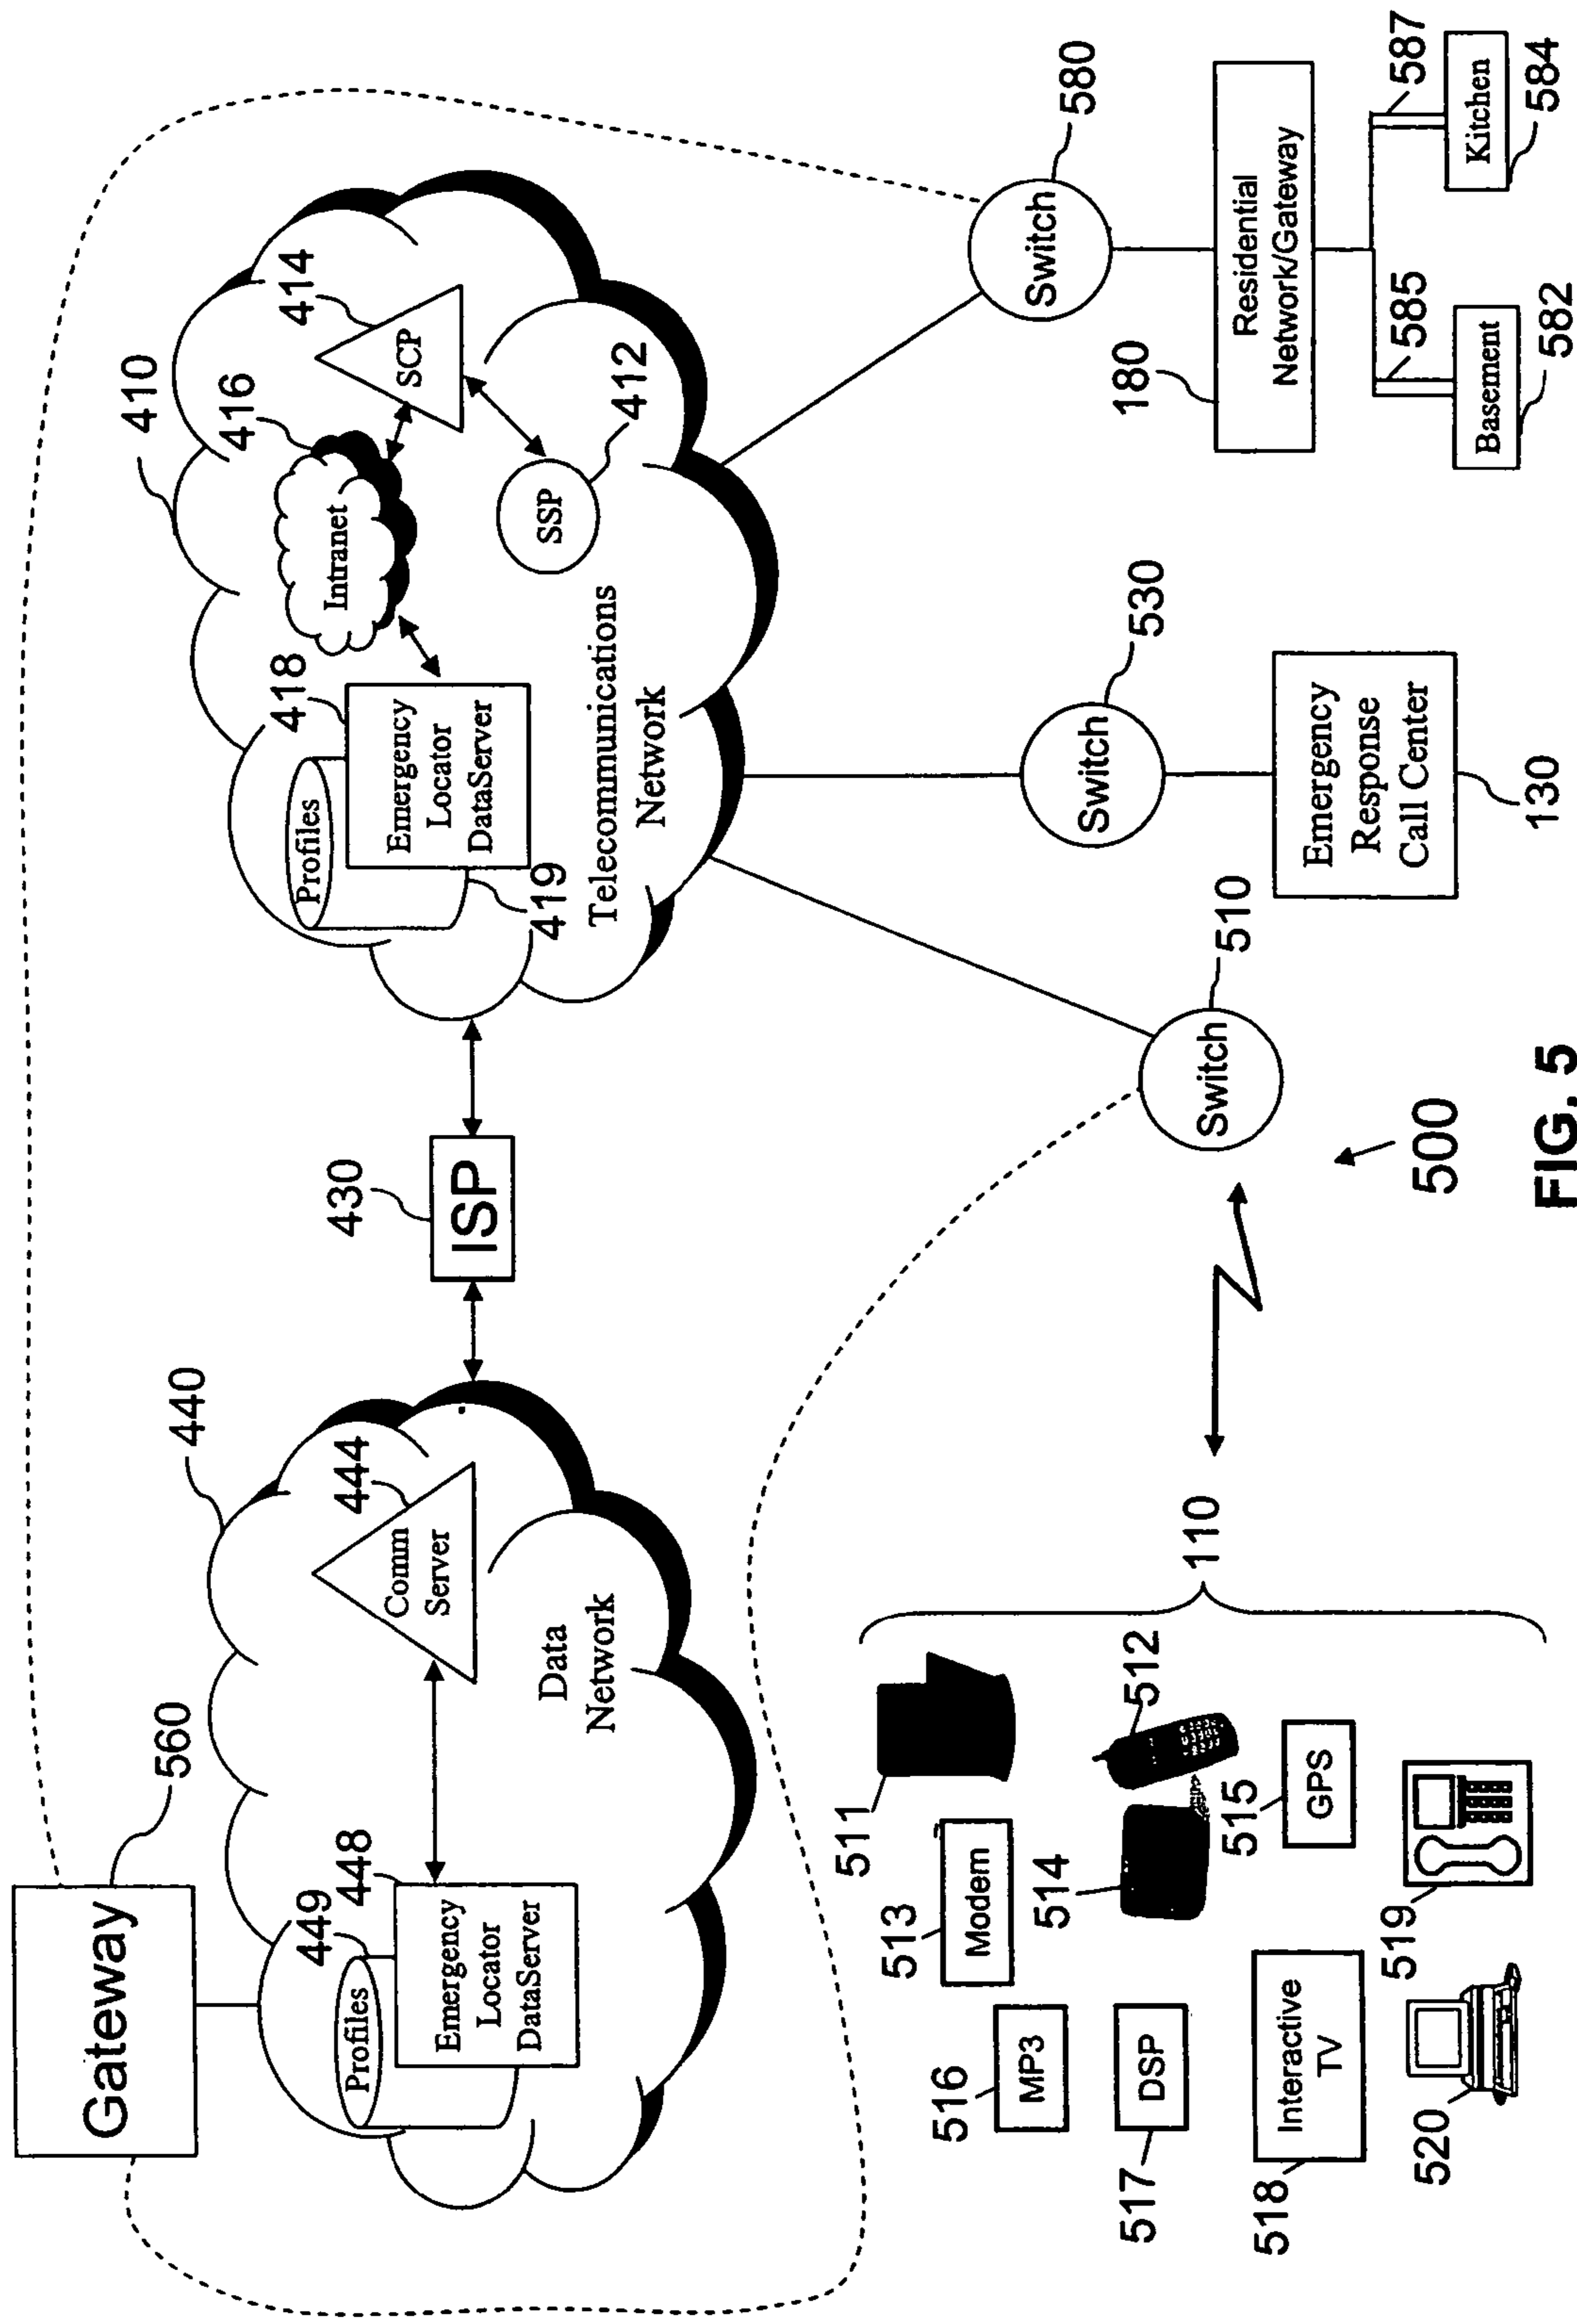 Gateway
560
440
449
448
Profiles
Emergency
Locator
DataServer
444
Comm
Server
Data
Network
430
ISP
410
418
416
414
Profiles
Emergency
Locator
DataServer
419
Intranet
SCP
SSP
412
Telecommunications
Network
511
513
Modem
512
514
515
GPS
516
MP3
517
DSP
518
Interactive
TV
519
520
110
Switch
510
Switch
530
Emergency
Response
Call Center
130
Switch
580
180
Residential
Network/Gateway
585
587
Basement
582
Kitchen
584
500
FIG. 5